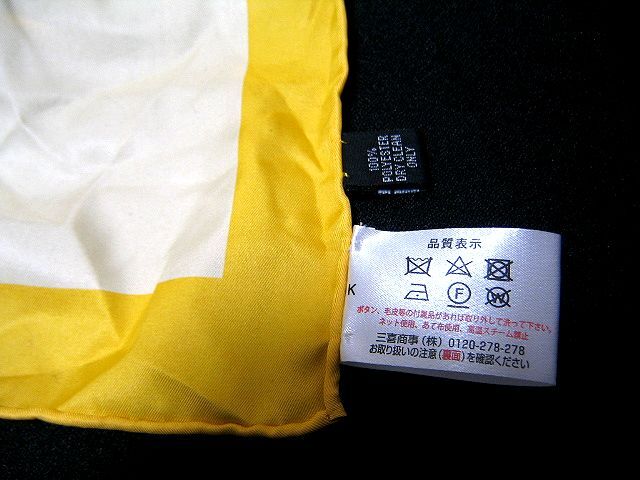 100%
POLYESTER
DRY CLEAN
ONLY
品質表示
F W
K
ボタン、毛皮等の付属品があれば取り外して洗って下さい。
ネット使用、あて布使用、高温スチーム禁止
三喜商事(株) 0120-278-278
お取り扱いの注意(裏面)を確認ください